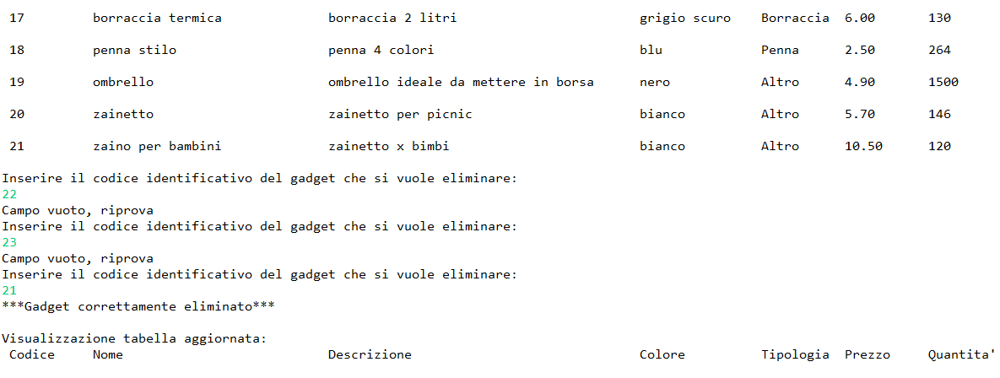 17 borraccia termica borraccia 2 litri grigio scuro Borraccia 6.00 130
18 penna stilo penna 4 colori blu Penna 2.50 264
19 ombrello ombrello ideale da mettere in borsa nero Altro 4.90 1500
20 zainetto zainetto per picnic bianco Altro 5.70 146
21 zaino per bambini zainetto x bimbi bianco Altro 10.50 120
Inserire il codice identificativo del gadget che si vuole eliminare:
22
Campo vuoto, riprova
Inserire il codice identificativo del gadget che si vuole eliminare:
23
Campo vuoto, riprova
Inserire il codice identificativo del gadget che si vuole eliminare:
21
***Gadget correttamente eliminato***
Visualizzazione tabella aggiornata:
Codice Nome Descrizione Colore Tipologia Prezzo Quantita'